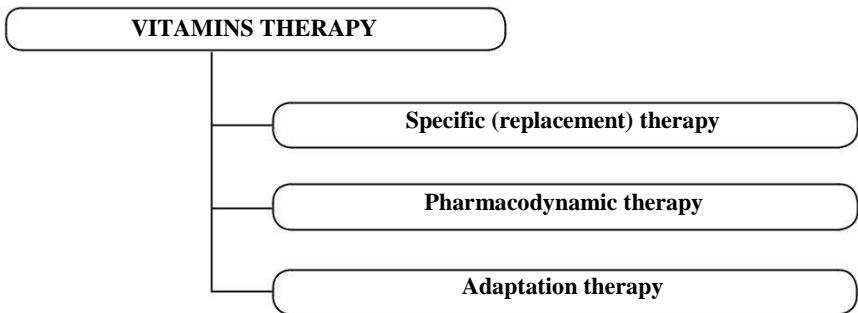 VITAMINS THERAPY
Specific (replacement) therapy
Pharmacodynamic therapy
Adaptation therapy